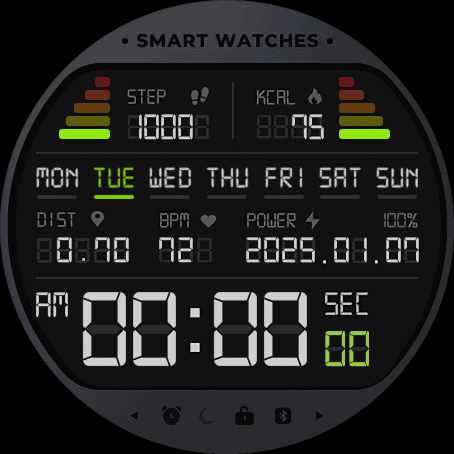 • SMART WATCHES •
STEP KCAL
1000 75
MON TUE WED THU FRI SAT SUN
DIST BPM POWER 100%
0.70 72 2025.01.07
AM 00:00 SEC 00